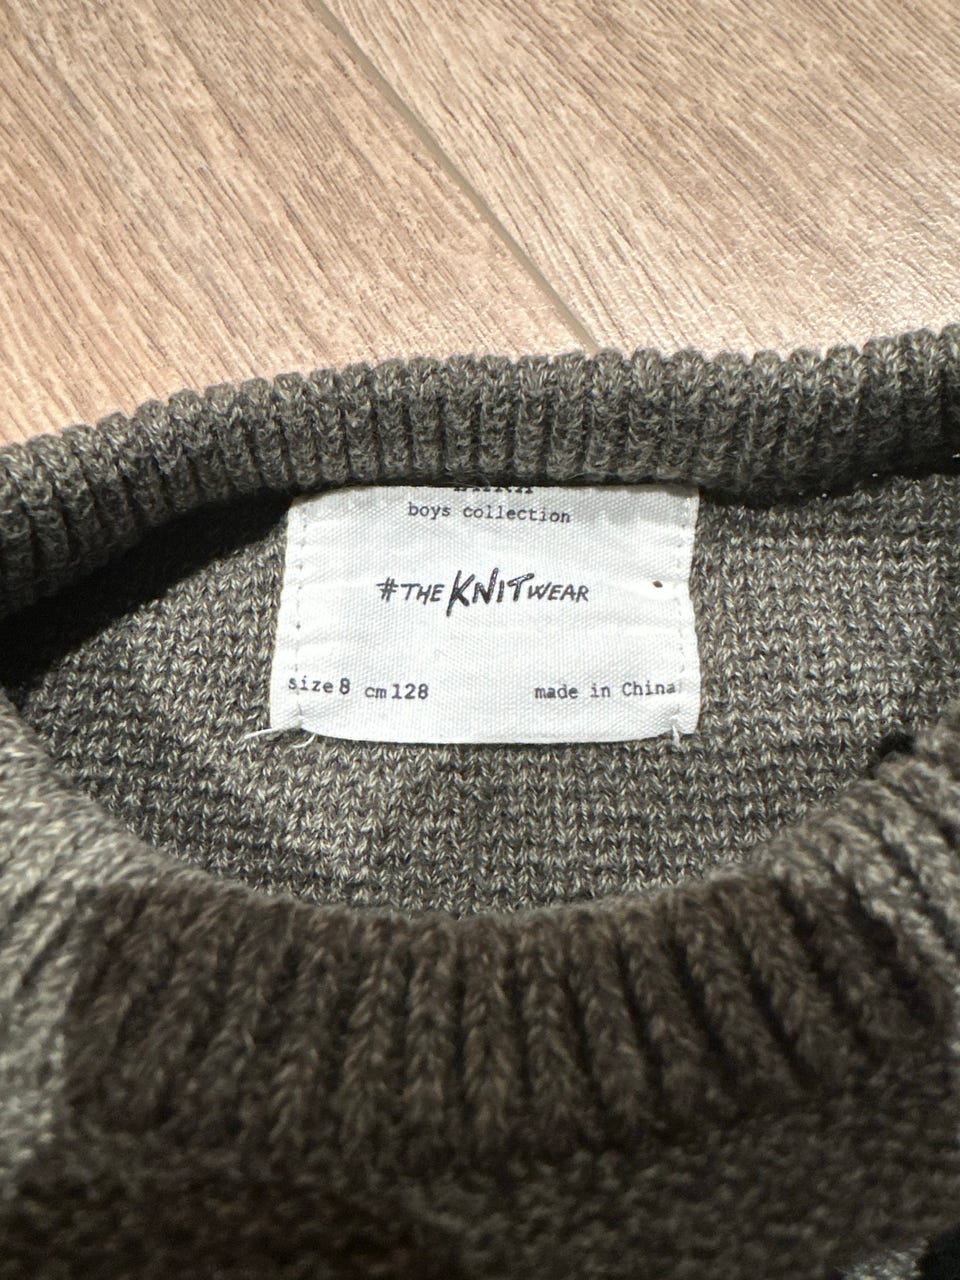 boys collection
#THE KNITWEAR
size 8 cm 128
made in China